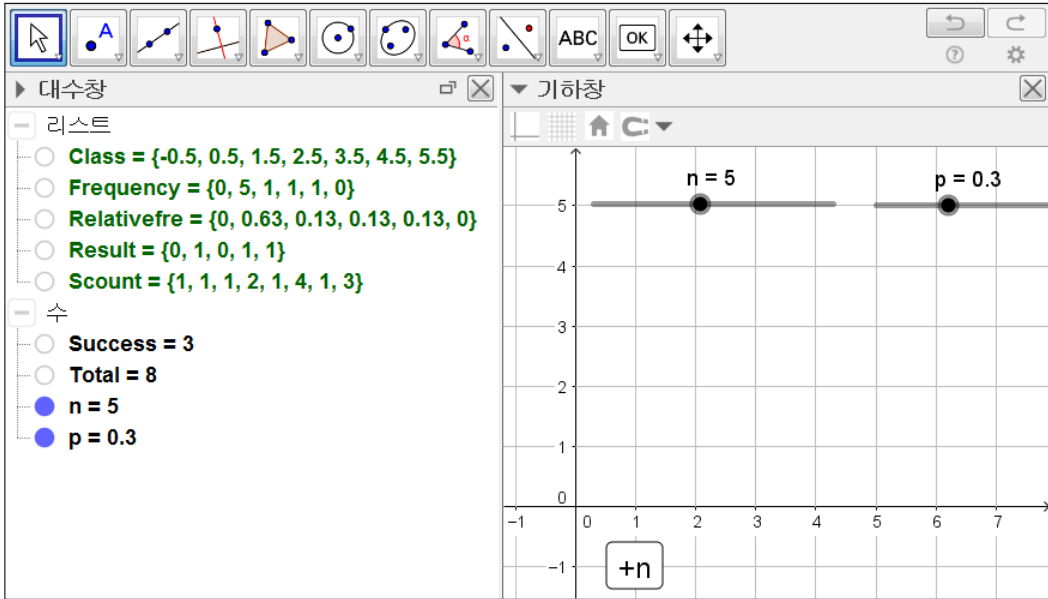 A
α
ABC
OK
대수창
기하창
리스트
Class = {-0.5, 0.5, 1.5, 2.5, 3.5, 4.5, 5.5}
Frequency = {0, 5, 1, 1, 1, 0}
Relativefre = {0, 0.63, 0.13, 0.13, 0.13, 0}
Result = {0, 1, 0, 1, 1}
Scount = {1, 1, 1, 2, 1, 4, 1, 3}
수
Success = 3
Total = 8
n = 5
p = 0.3
n = 5
p = 0.3
5
4
3
2
1
0
-1 0 1 2 3 4 5 6 7
-1
+n